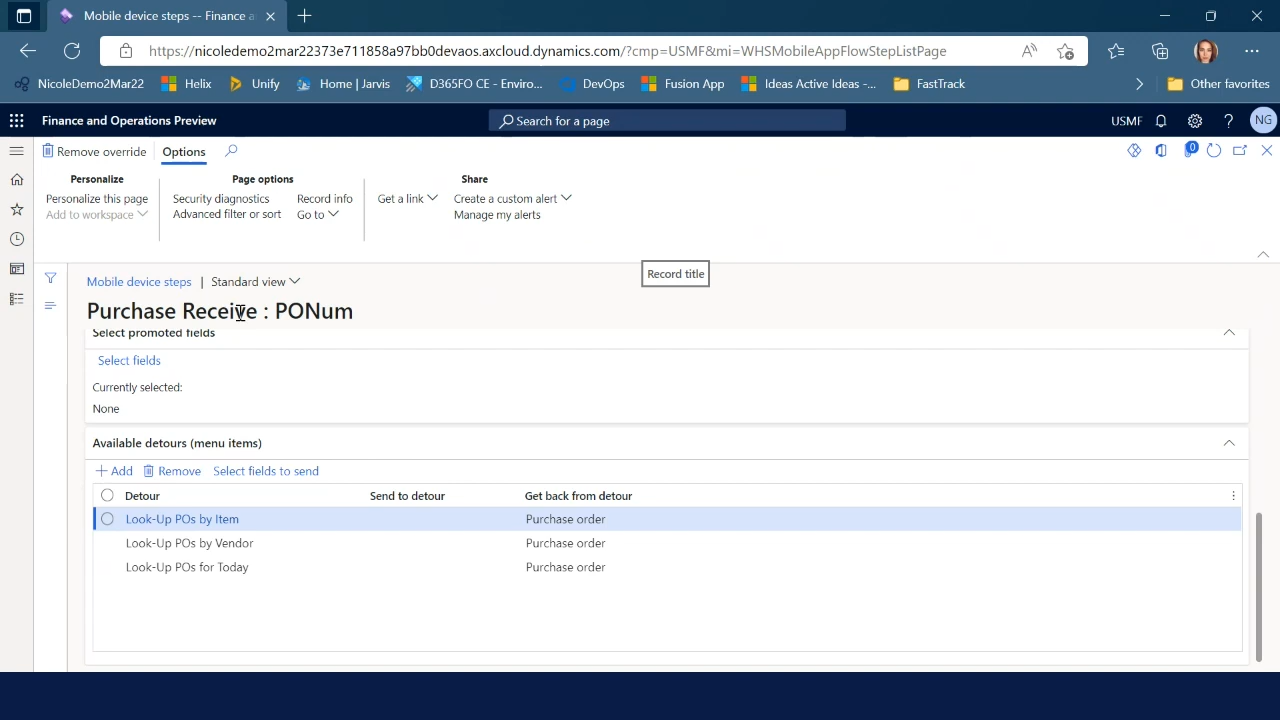 Mobile device steps -- Finance a
https://nicoledemo2mar22373e711858a97bb0devaos.axcloud.dynamics.com/?cmp=USMF&mi=WHSMobileAppFlowStepListPage
NicoleDemo2Mar22 Helix Unify Home | Jarvis D365FO CE - Enviro... DevOps Fusion App Ideas Active Ideas -... FastTrack Other favorites
Finance and Operations Preview Search for a page USMF NG
Remove override Options 0
Personalize Page options Share
Personalize this page Security diagnostics Record info Get a link Create a custom alert
Add to workspace Advanced filter or sort Go to Manage my alerts
Record title
Mobile device steps | Standard view
Purchase Receive : PONum
Select promoted fields
Select fields
Currently selected:
None
Available detours (menu items)
+ Add Remove Select fields to send
Detour Send to detour Get back from detour
Look-Up POs by Item Purchase order
Look-Up POs by Vendor Purchase order
Look-Up POs for Today Purchase order